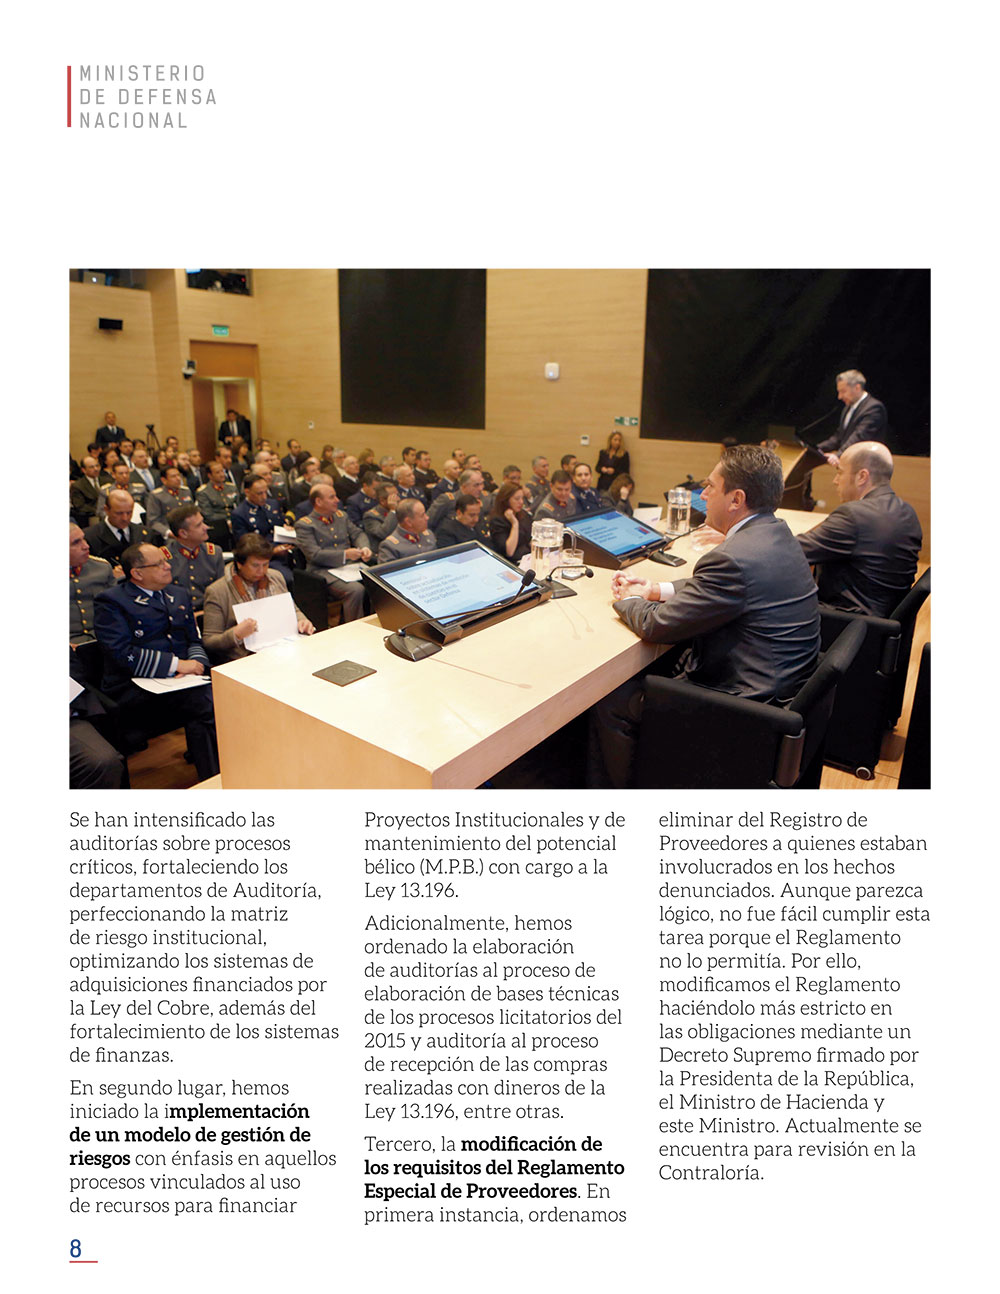 MINISTERIO
DE DEFENSA
NACIONAL
Se han intensificado las
auditorías sobre procesos
críticos, fortaleciendo los
departamentos de Auditoría,
perfeccionando la matriz
de riesgo institucional,
optimizando los sistemas de
adquisiciones financiados por
la Ley del Cobre, además del
fortalecimiento de los sistemas
de finanzas.
En segundo lugar, hemos
iniciado la implementación
de un modelo de gestión de
riesgos con énfasis en aquellos
procesos vinculados al uso
de recursos para financiar
Proyectos Institucionales y de
mantenimiento del potencial
bélico (M.P.B.) con cargo a la
Ley 13.196.
Adicionalmente, hemos
ordenado la elaboración
de auditorías al proceso de
elaboración de bases técnicas
de los procesos licitatorios del
2015 y auditoría al proceso
de recepción de las compras
realizadas con dineros de la
Ley 13.196, entre otras.
Tercero, la modificación de
los requisitos del Reglamento
Especial de Proveedores. En
primera instancia, ordenamos
eliminar del Registro de
Proveedores a quienes estaban
involucrados en los hechos
denunciados. Aunque parezca
lógico, no fue fácil cumplir esta
tarea porque el Reglamento
no lo permitía. Por ello,
modificamos el Reglamento
haciéndolo más estricto en
las obligaciones mediante un
Decreto Supremo firmado por
la Presidenta de la República,
el Ministro de Hacienda y
este Ministro. Actualmente se
encuentra para revisión en la
Contraloría.
8